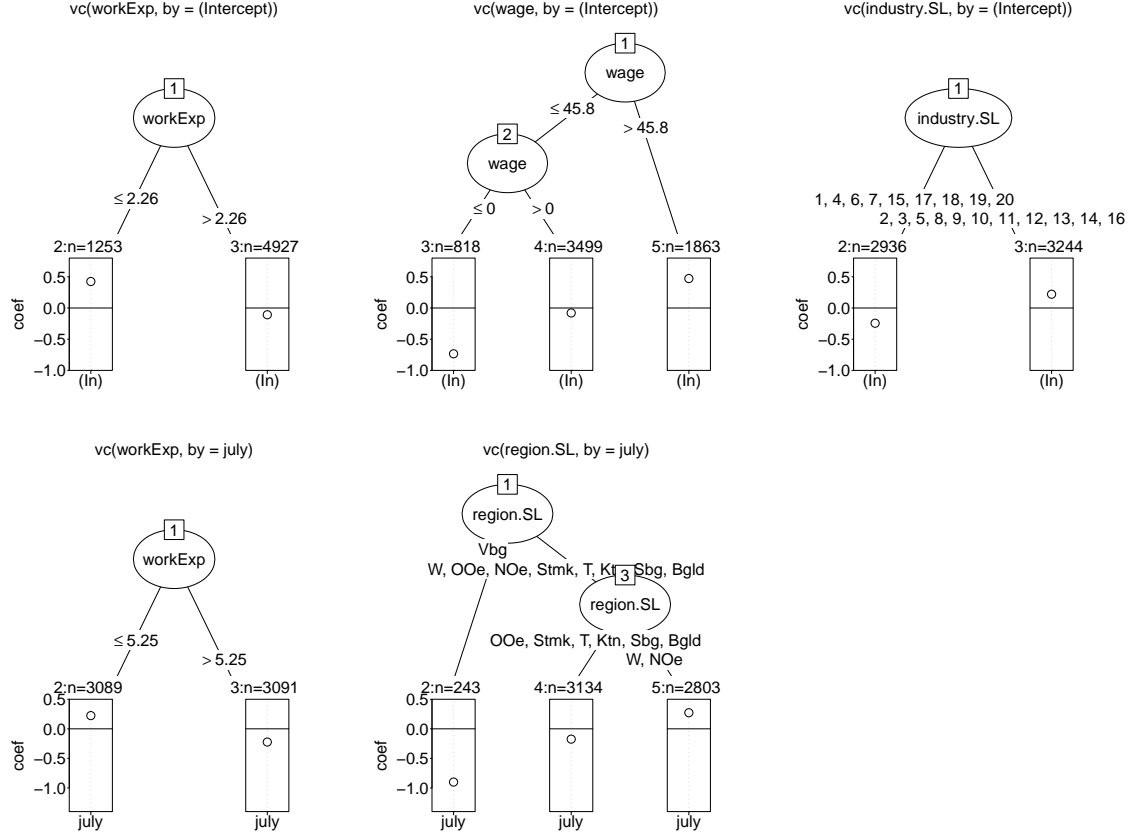 vc(workExp, by = (Intercept))
1
workExp
≤ 2.26
> 2.26
2:n=1253
3:n=4927
coef
0.5
0.0
−0.5
−1.0
(In)
(In)
vc(wage, by = (Intercept))
1
wage
≤ 45.8
> 45.8
2
wage
≤ 0
> 0
3:n=818
4:n=3499
5:n=1863
coef
0.5
0.0
−0.5
−1.0
(In)
(In)
(In)
vc(industry.SL, by = (Intercept))
1
industry.SL
1, 4, 6, 7, 15, 17, 18, 19, 20
2, 3, 5, 8, 9, 10, 11, 12, 13, 14, 16
2:n=2936
3:n=3244
coef
0.5
0.0
−0.5
−1.0
(In)
(In)
vc(workExp, by = july)
1
workExp
≤ 5.25
> 5.25
2:n=3089
3:n=3091
coef
0.5
0.0
−0.5
−1.0
july
july
vc(region.SL, by = july)
1
region.SL
Vbg
W, OOe, NOe, Stmk, T, Ktn, Sbg, Bgld
3
region.SL
OOe, Stmk, T, Ktn, Sbg, Bgld
W, NOe
2:n=243
4:n=3134
5:n=2803
coef
0.5
0.0
−0.5
−1.0
july
july
july